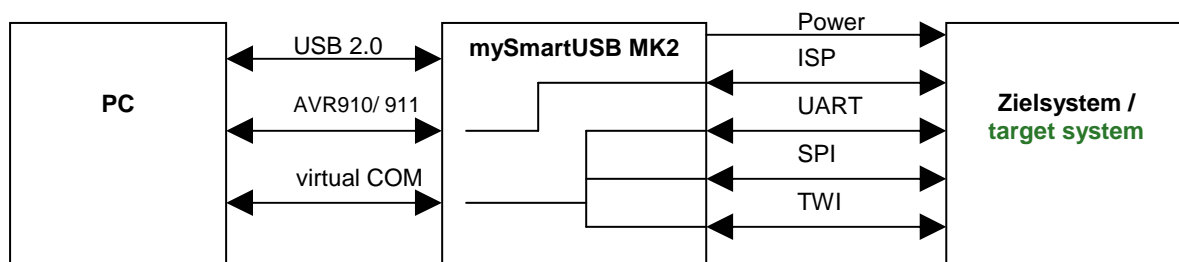 PC
USB 2.0
AVR910/ 911
virtual COM
mySmartUSB MK2
Power
ISP
UART
SPI
TWI
Zielsystem /
target system